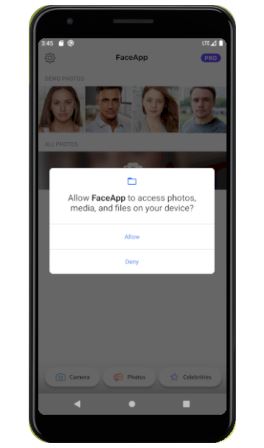 3:45
LTE
FaceApp
PRO
DEMO PHOTOS
ALL PHOTOS
Allow FaceApp to access photos,
media, and files on your device?
Allow
Deny
Camera
Photos
Celebrities